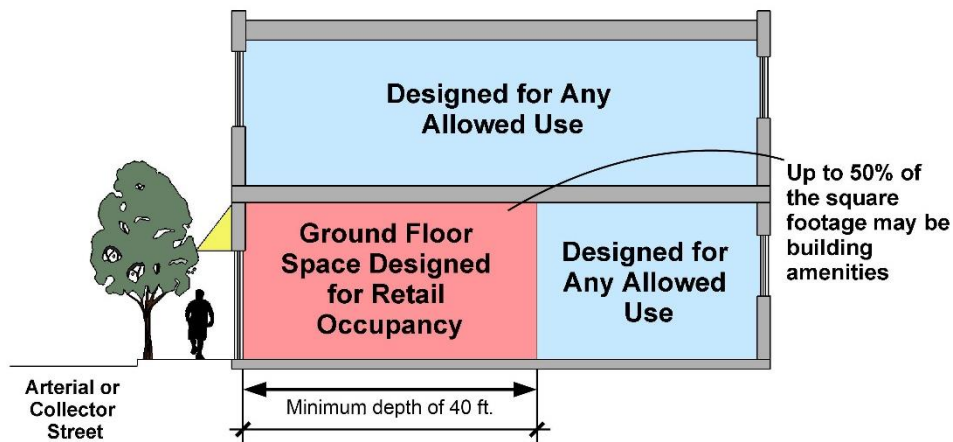 Designed for Any
Allowed Use
Up to 50% of
the square
footage may be
building
amenities
Ground Floor
Space Designed
for Retail
Occupancy
Designed for
Any Allowed
Use
Arterial or
Collector
Street
Minimum depth of 40 ft.